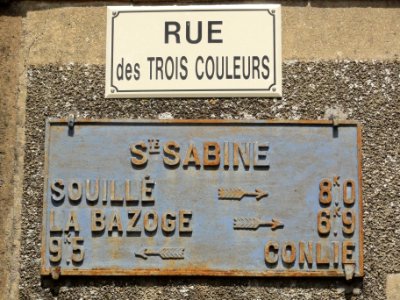 RUE
des TROIS COULEURS
STE SABINE
SOUILLÉ 8K0
LA BAZOGE 6K9
9K5 CONLIE